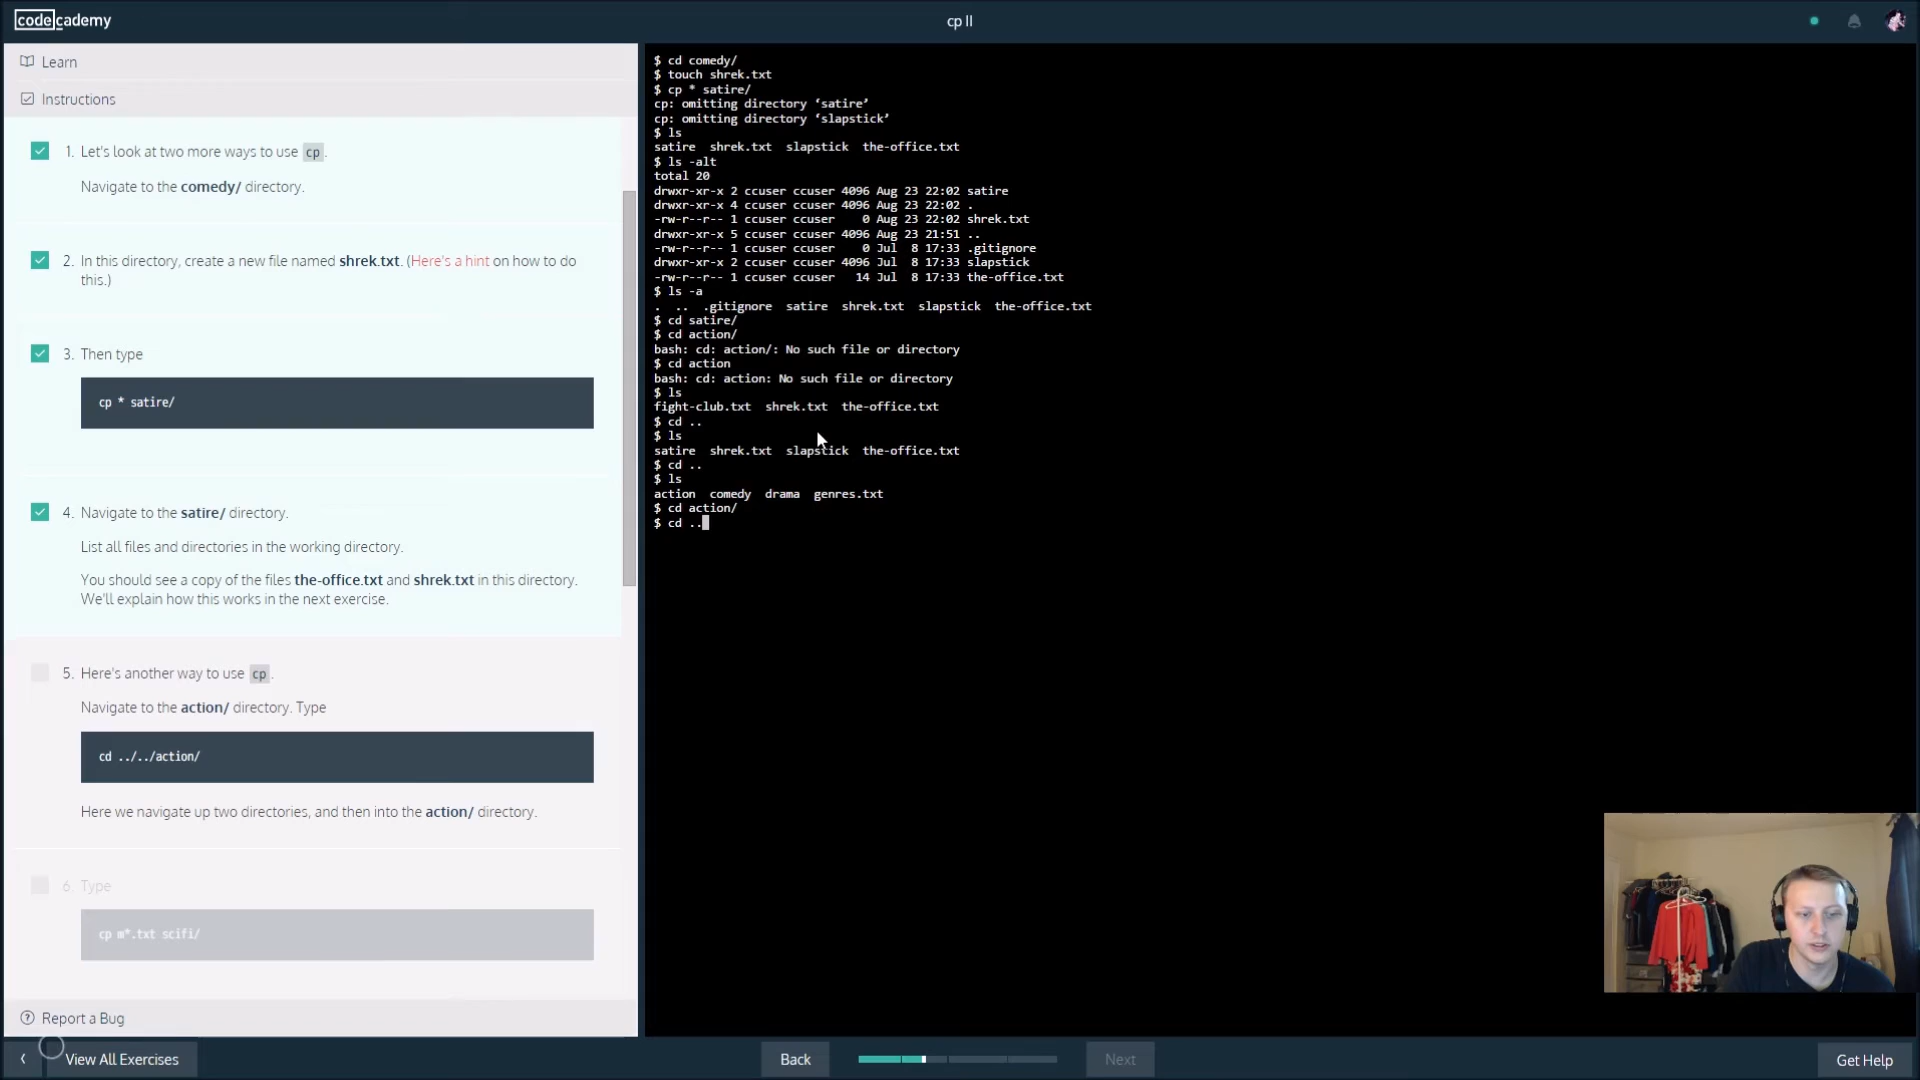 codecademy
cp II
Learn
Instructions
1. Let's look at two more ways to use cp.
Navigate to the comedy/ directory.
2. In this directory, create a new file named shrek.txt. (Here's a hint on how to do
this.)
3. Then type
cp * satire/
4. Navigate to the satire/ directory.
List all files and directories in the working directory.
You should see a copy of the files the-office.txt and shrek.txt in this directory.
We'll explain how this works in the next exercise.
5. Here's another way to use cp.
Navigate to the action/ directory. Type
cd ../../action/
Here we navigate up two directories, and then into the action/ directory.
6. Type
cp m*.txt scifi/
Report a Bug
$ cd comedy/
$ touch shrek.txt
$ cp * satire/
cp: omitting directory ‘satire’
cp: omitting directory ‘slapstick’
$ ls
satire  shrek.txt  slapstick  the-office.txt
$ ls -alt
total 20
drwxr-xr-x 2 ccuser ccuser 4096 Aug 23 22:02 satire
drwxr-xr-x 4 ccuser ccuser 4096 Aug 23 22:02 .
-rw-r--r-- 1 ccuser ccuser    0 Aug 23 22:02 shrek.txt
drwxr-xr-x 5 ccuser ccuser 4096 Aug 23 21:51 ..
-rw-r--r-- 1 ccuser ccuser    0 Jul  8 17:33 .gitignore
drwxr-xr-x 2 ccuser ccuser 4096 Jul  8 17:33 slapstick
-rw-r--r-- 1 ccuser ccuser   14 Jul  8 17:33 the-office.txt
$ ls -a
.  ..  .gitignore  satire  shrek.txt  slapstick  the-office.txt
$ cd satire/
$ cd action/
bash: cd: action/: No such file or directory
$ cd action
bash: cd: action: No such file or directory
$ ls
fight-club.txt  shrek.txt  the-office.txt
$ cd ..
$ ls
satire  shrek.txt  slapstick  the-office.txt
$ cd ..
$ ls
action  comedy  drama  genres.txt
$ cd action/
$ cd ..
View All Exercises
Back
Next
Get Help